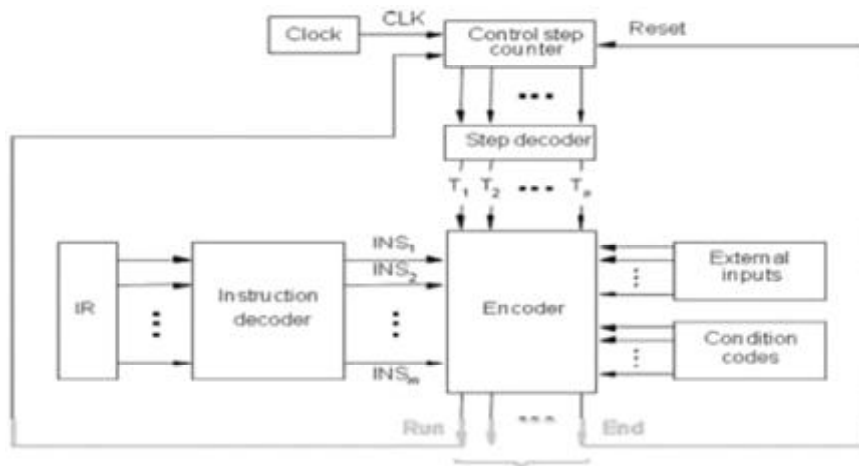 CLK
Clock
Control step
counter
Reset
Step decoder
T1 T2 Tn
IR
Instruction
decoder
INS1
INS2
INSm
Encoder
External
inputs
Condition
codes
Run
End